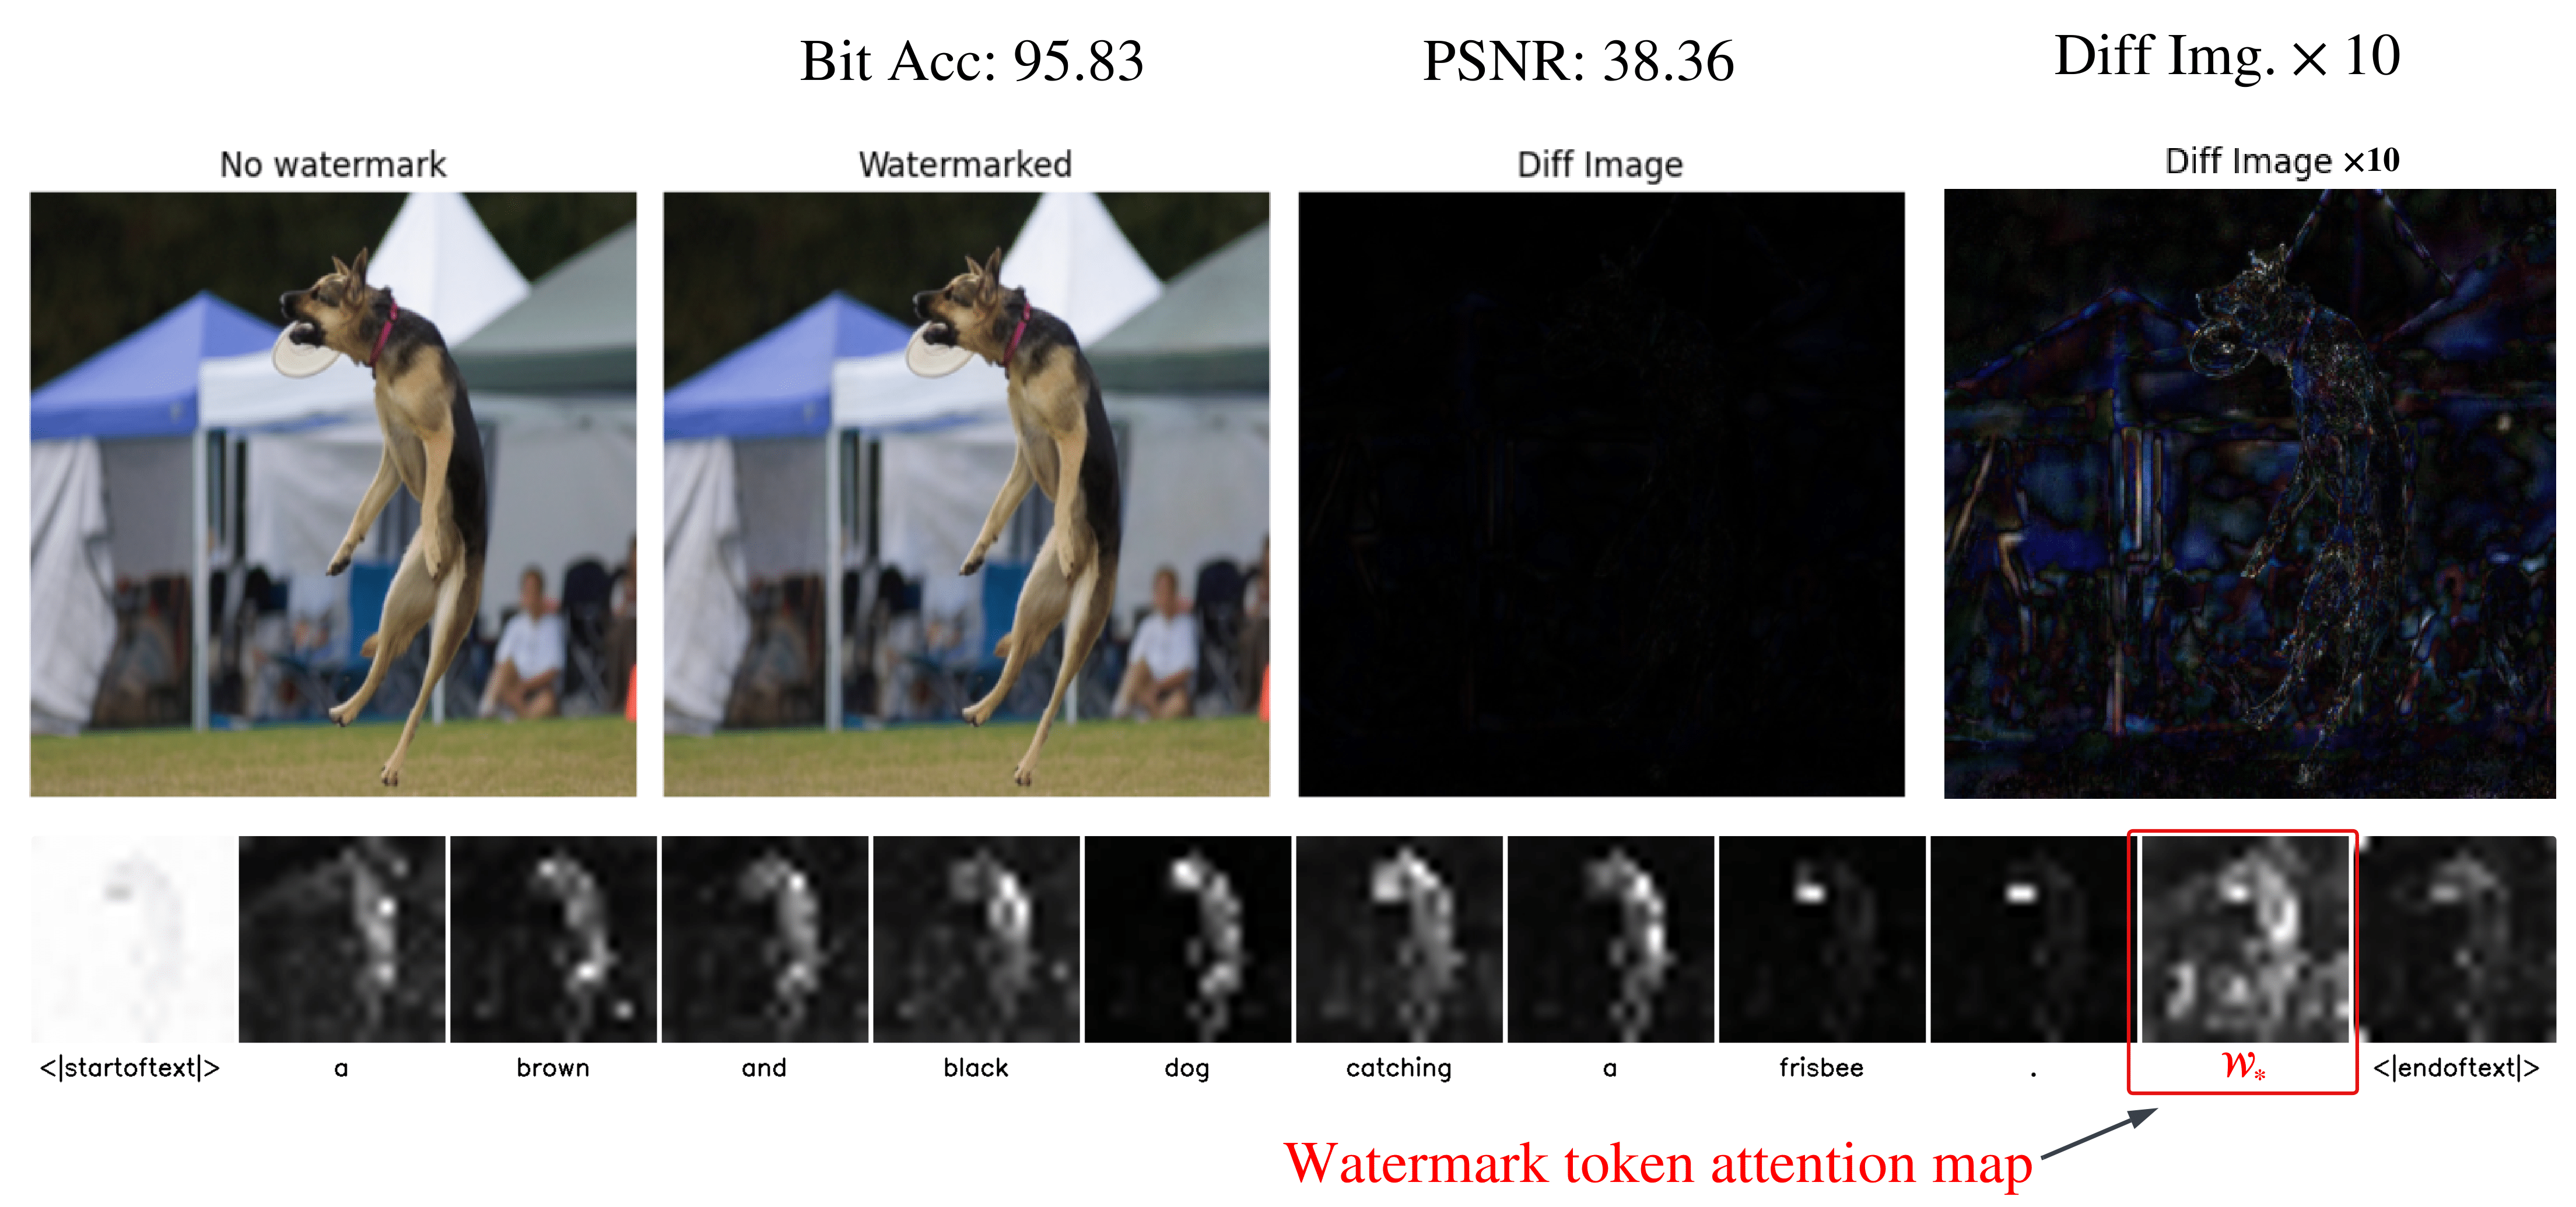 Bit Acc: 95.83 PSNR: 38.36 Diff Img. × 10
No watermark Watermarked Diff Image Diff Image ×10
<|startoftext|> a brown and black dog catching a frisbee . 𝒲* <|endoftext|>
Watermark token attention map